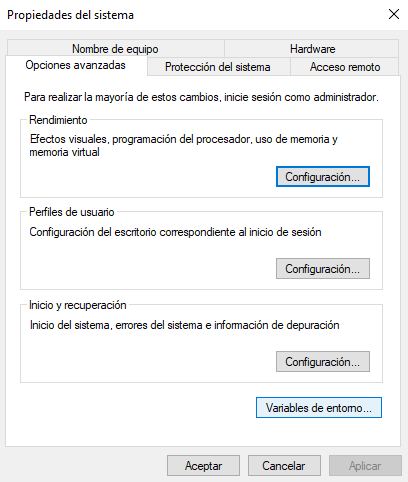 Propiedades del sistema
Nombre de equipo
Hardware
Opciones avanzadas
Protección del sistema
Acceso remoto
Para realizar la mayoría de estos cambios, inicie sesión como administrador.
Rendimiento
Efectos visuales, programación del procesador, uso de memoria y
memoria virtual
Configuración...
Perfiles de usuario
Configuración del escritorio correspondiente al inicio de sesión
Configuración...
Inicio y recuperación
Inicio del sistema, errores del sistema e información de depuración
Configuración...
Variables de entorno...
Aceptar
Cancelar
Aplicar